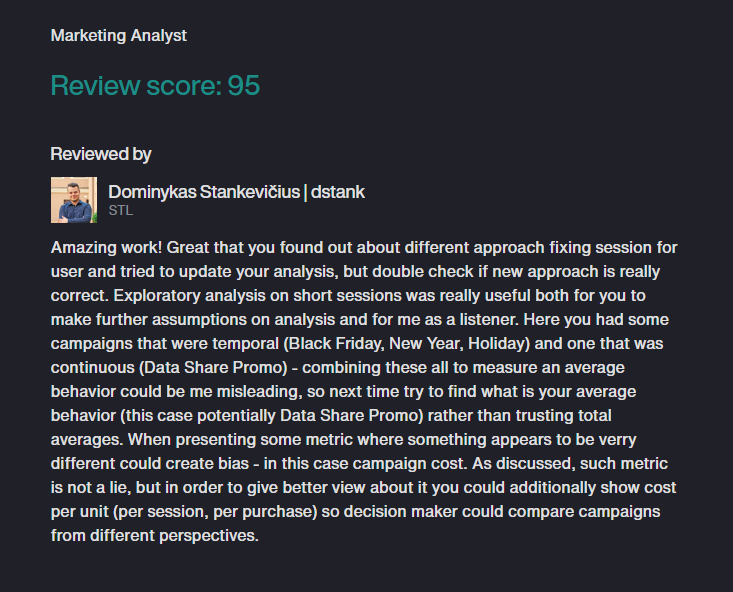 Marketing Analyst
Review score: 95
Reviewed by
Dominykas Stankevičius | dstank
STL
Amazing work! Great that you found out about different approach fixing session for
user and tried to update your analysis, but double check if new approach is really
correct. Exploratory analysis on short sessions was really useful both for you to
make further assumptions on analysis and for me as a listener. Here you had some
campaigns that were temporal (Black Friday, New Year, Holiday) and one that was
continuous (Data Share Promo) - combining these all to measure an average
behavior could be me misleading, so next time try to find what is your average
behavior (this case potentially Data Share Promo) rather than trusting total
averages. When presenting some metric where something appears to be verry
different could create bias - in this case campaign cost. As discussed, such metric
is not a lie, but in order to give better view about it you could additionally show cost
per unit (per session, per purchase) so decision maker could compare campaigns
from different perspectives.